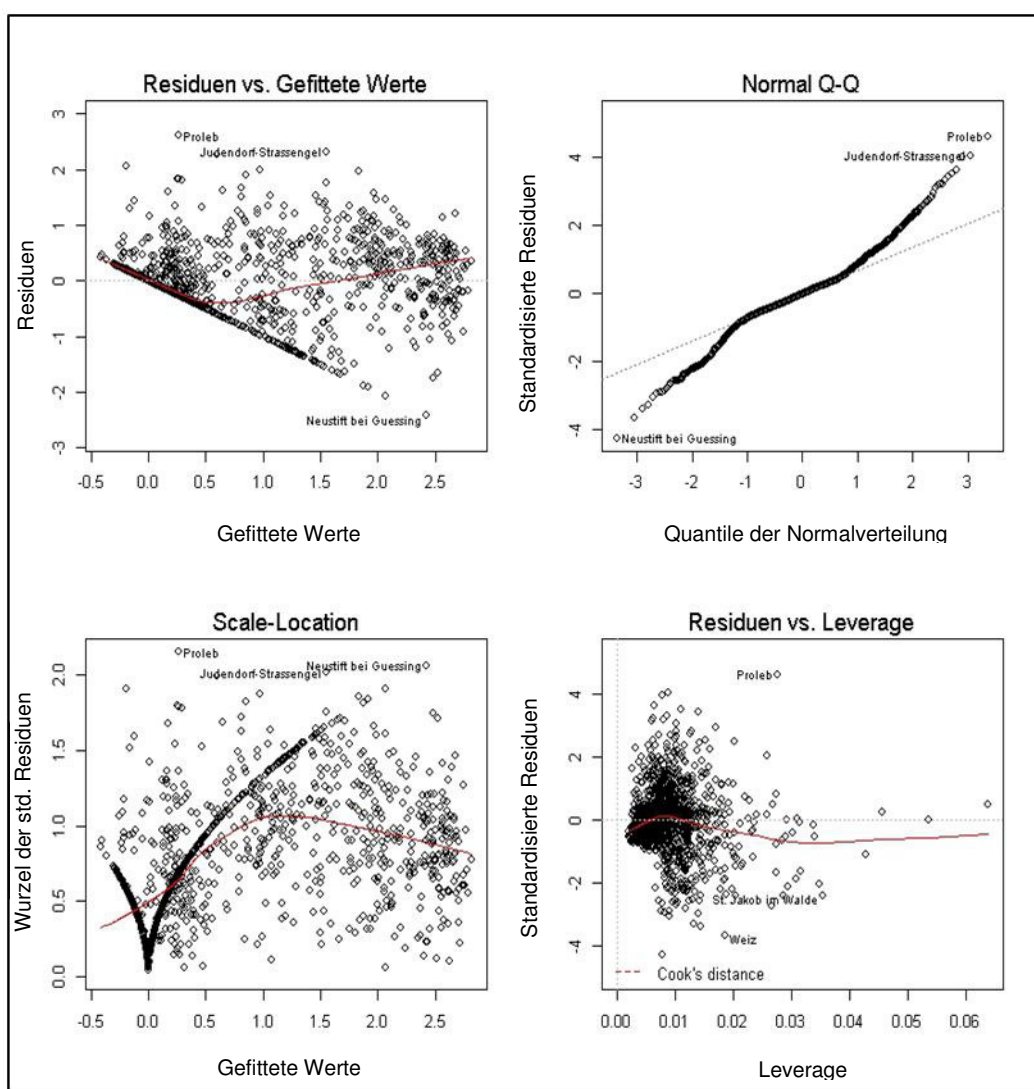 Residuen vs. Gefittete Werte
Residuen
3
2
1
0
-1
-2
-3
Proleb
Judendorf-Strassengel
Neustift bei Guessing
-0.5 0.0 0.5 1.0 1.5 2.0 2.5
Gefittete Werte
Normal Q-Q
Standardisierte Residuen
4
2
0
-2
-4
Proleb
Judendorf-Strassengel
Neustift bei Guessing
-3 -2 -1 0 1 2 3
Quantile der Normalverteilung
Scale-Location
Wurzel der std. Residuen
2.0
1.5
1.0
0.5
0.0
Proleb
Neustift bei Guessing
Judendorf-Strassengel
-0.5 0.0 0.5 1.0 1.5 2.0 2.5
Gefittete Werte
Residuen vs. Leverage
Standardisierte Residuen
4
2
0
-2
-4
Proleb
St. Jakob im Walde
Weiz
Cook's distance
0.00 0.01 0.02 0.03 0.04 0.05 0.06
Leverage